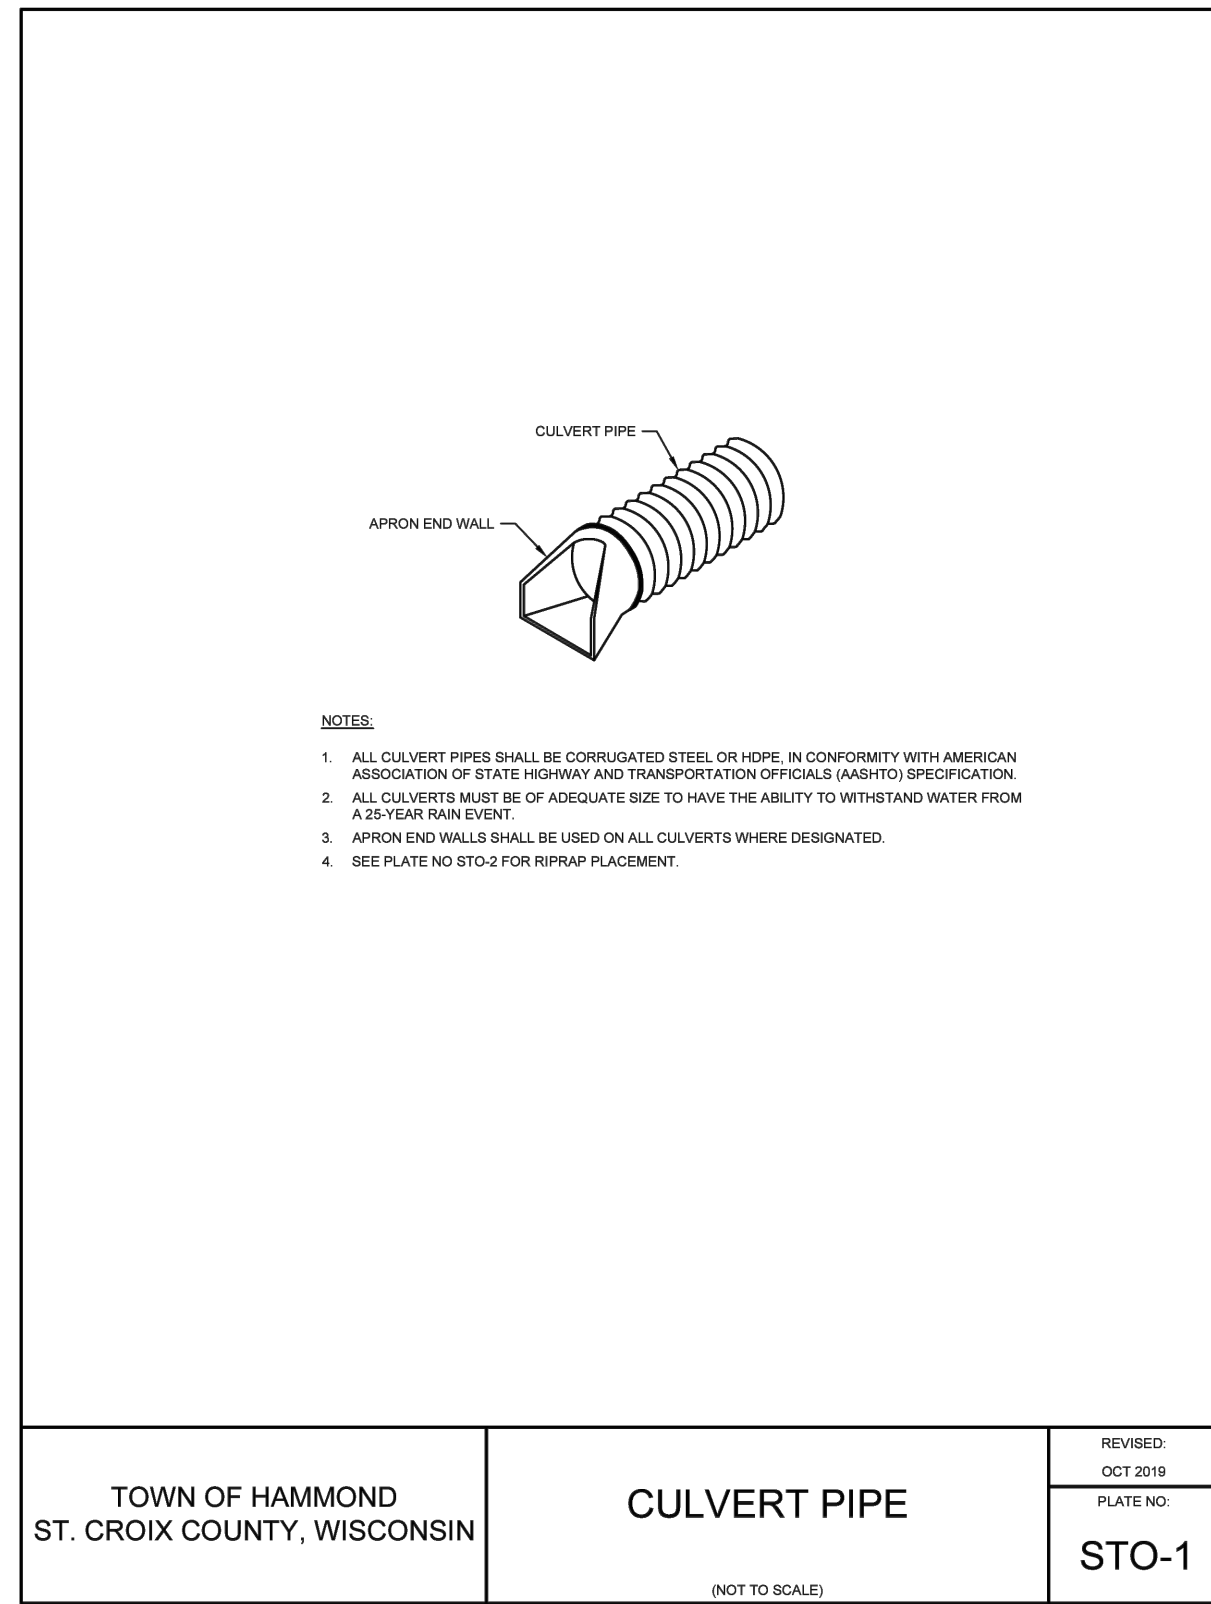 CULVERT PIPE
APRON END WALL
NOTES:
1. ALL CULVERT PIPES SHALL BE CORRUGATED STEEL OR HDPE, IN CONFORMITY WITH AMERICAN
ASSOCIATION OF STATE HIGHWAY AND TRANSPORTATION OFFICIALS (AASHTO) SPECIFICATION.
2. ALL CULVERTS MUST BE OF ADEQUATE SIZE TO HAVE THE ABILITY TO WITHSTAND WATER FROM
A 25-YEAR RAIN EVENT.
3. APRON END WALLS SHALL BE USED ON ALL CULVERTS WHERE DESIGNATED.
4. SEE PLATE NO STO-2 FOR RIPRAP PLACEMENT.
TOWN OF HAMMOND
ST. CROIX COUNTY, WISCONSIN
CULVERT PIPE
(NOT TO SCALE)
REVISED:
OCT 2019
PLATE NO:
STO-1